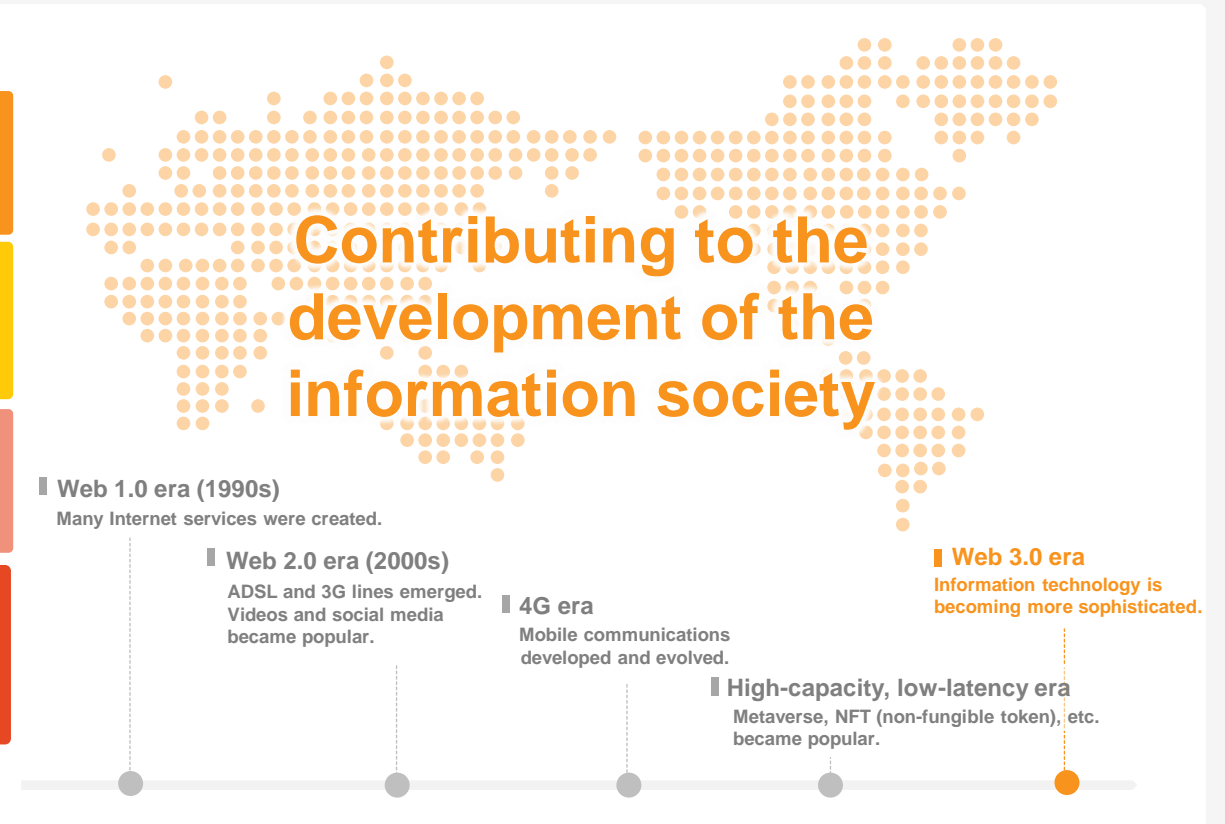 Contributing to the
development of the
information society
Web 1.0 era (1990s)
Many Internet services were created.
Web 2.0 era (2000s)
ADSL and 3G lines emerged.
Videos and social media
became popular.
4G era
Mobile communications
developed and evolved.
High-capacity, low-latency era
Metaverse, NFT (non-fungible token), etc.
became popular.
Web 3.0 era
Information technology is
becoming more sophisticated.